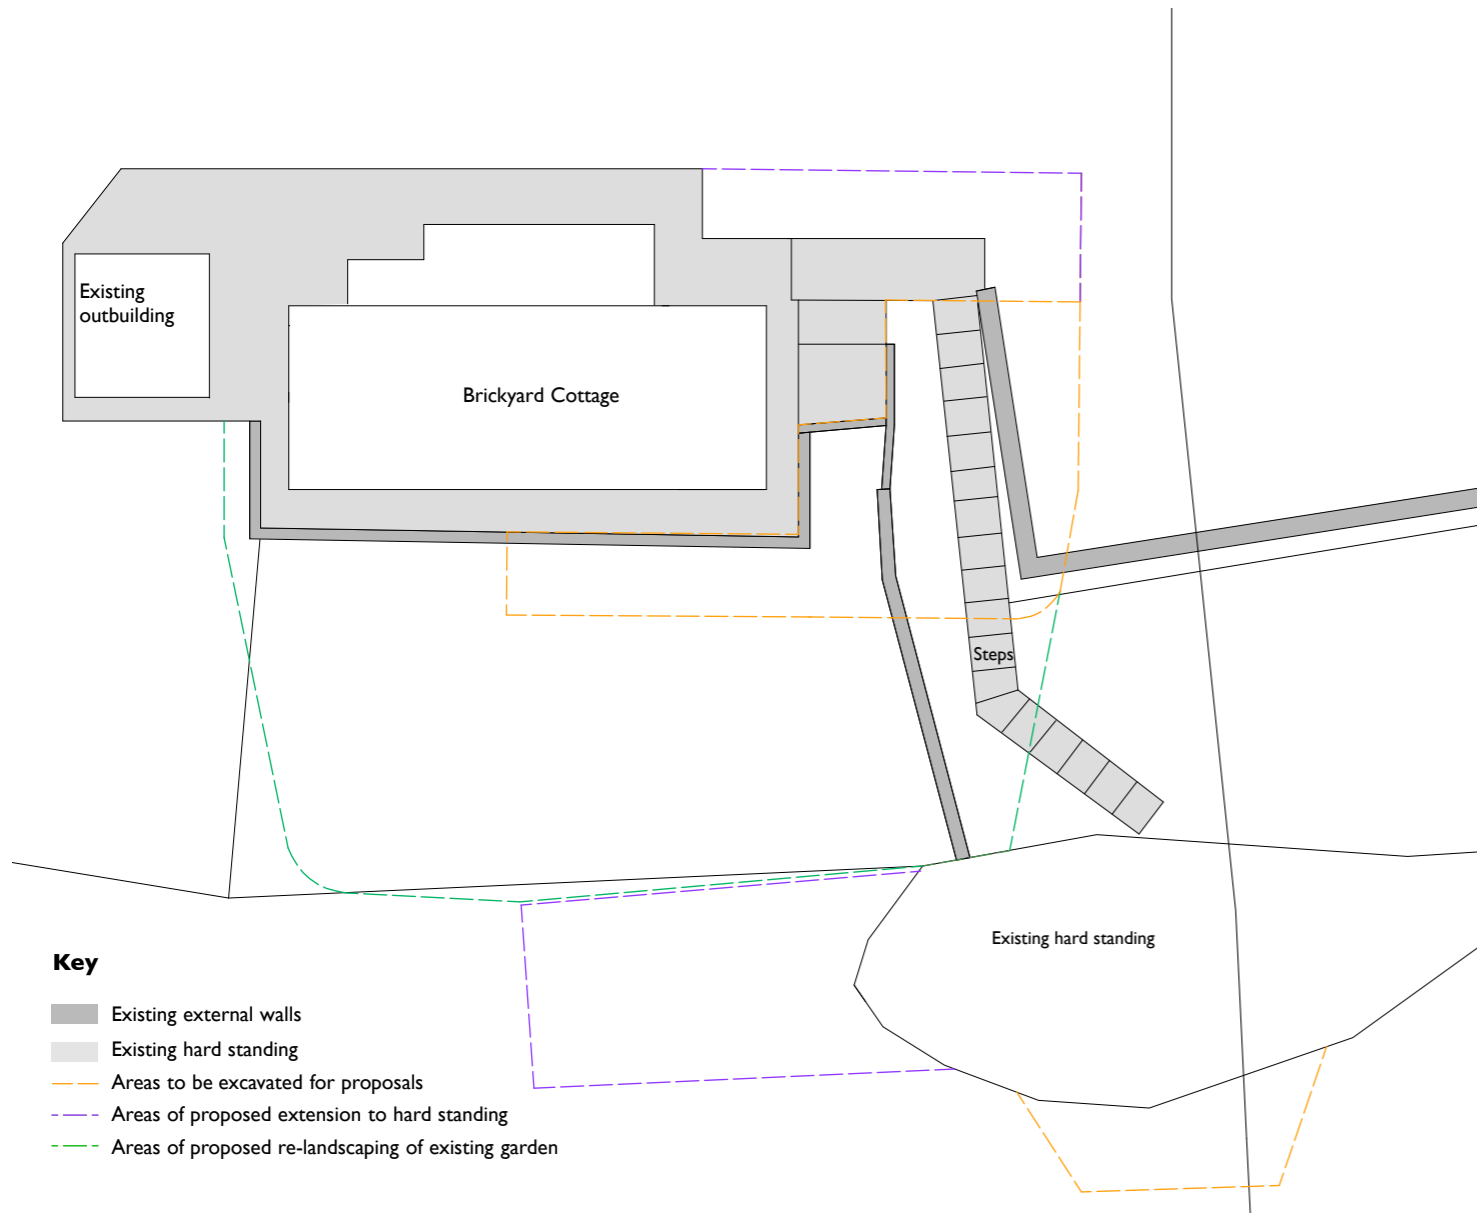 Existing
outbuilding
Brickyard Cottage
Steps
Existing hard standing
Key
Existing external walls
Existing hard standing
Areas to be excavated for proposals
Areas of proposed extension to hard standing
Areas of proposed re-landscaping of existing garden